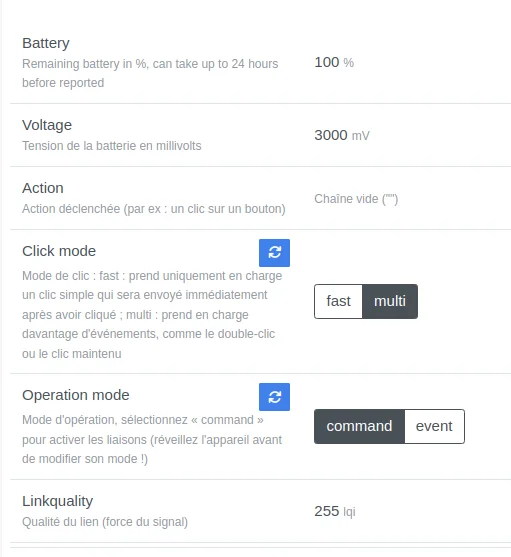 Battery
Remaining battery in %, can take up to 24 hours
before reported
100 %
Voltage
Tension de la batterie en millivolts
3000 mV
Action
Action déclenchée (par ex : un clic sur un bouton)
Chaîne vide ("")
Click mode
Mode de clic : fast : prend uniquement en charge
un clic simple qui sera envoyé immédiatement
après avoir cliqué ; multi : prend en charge
davantage d'événements, comme le double-clic
ou le clic maintenu
fast multi
Operation mode
Mode d'opération, sélectionnez « command »
pour activer les liaisons (réveillez l'appareil avant
de modifier son mode !)
command event
Linkquality
Qualité du lien (force du signal)
255 lqi